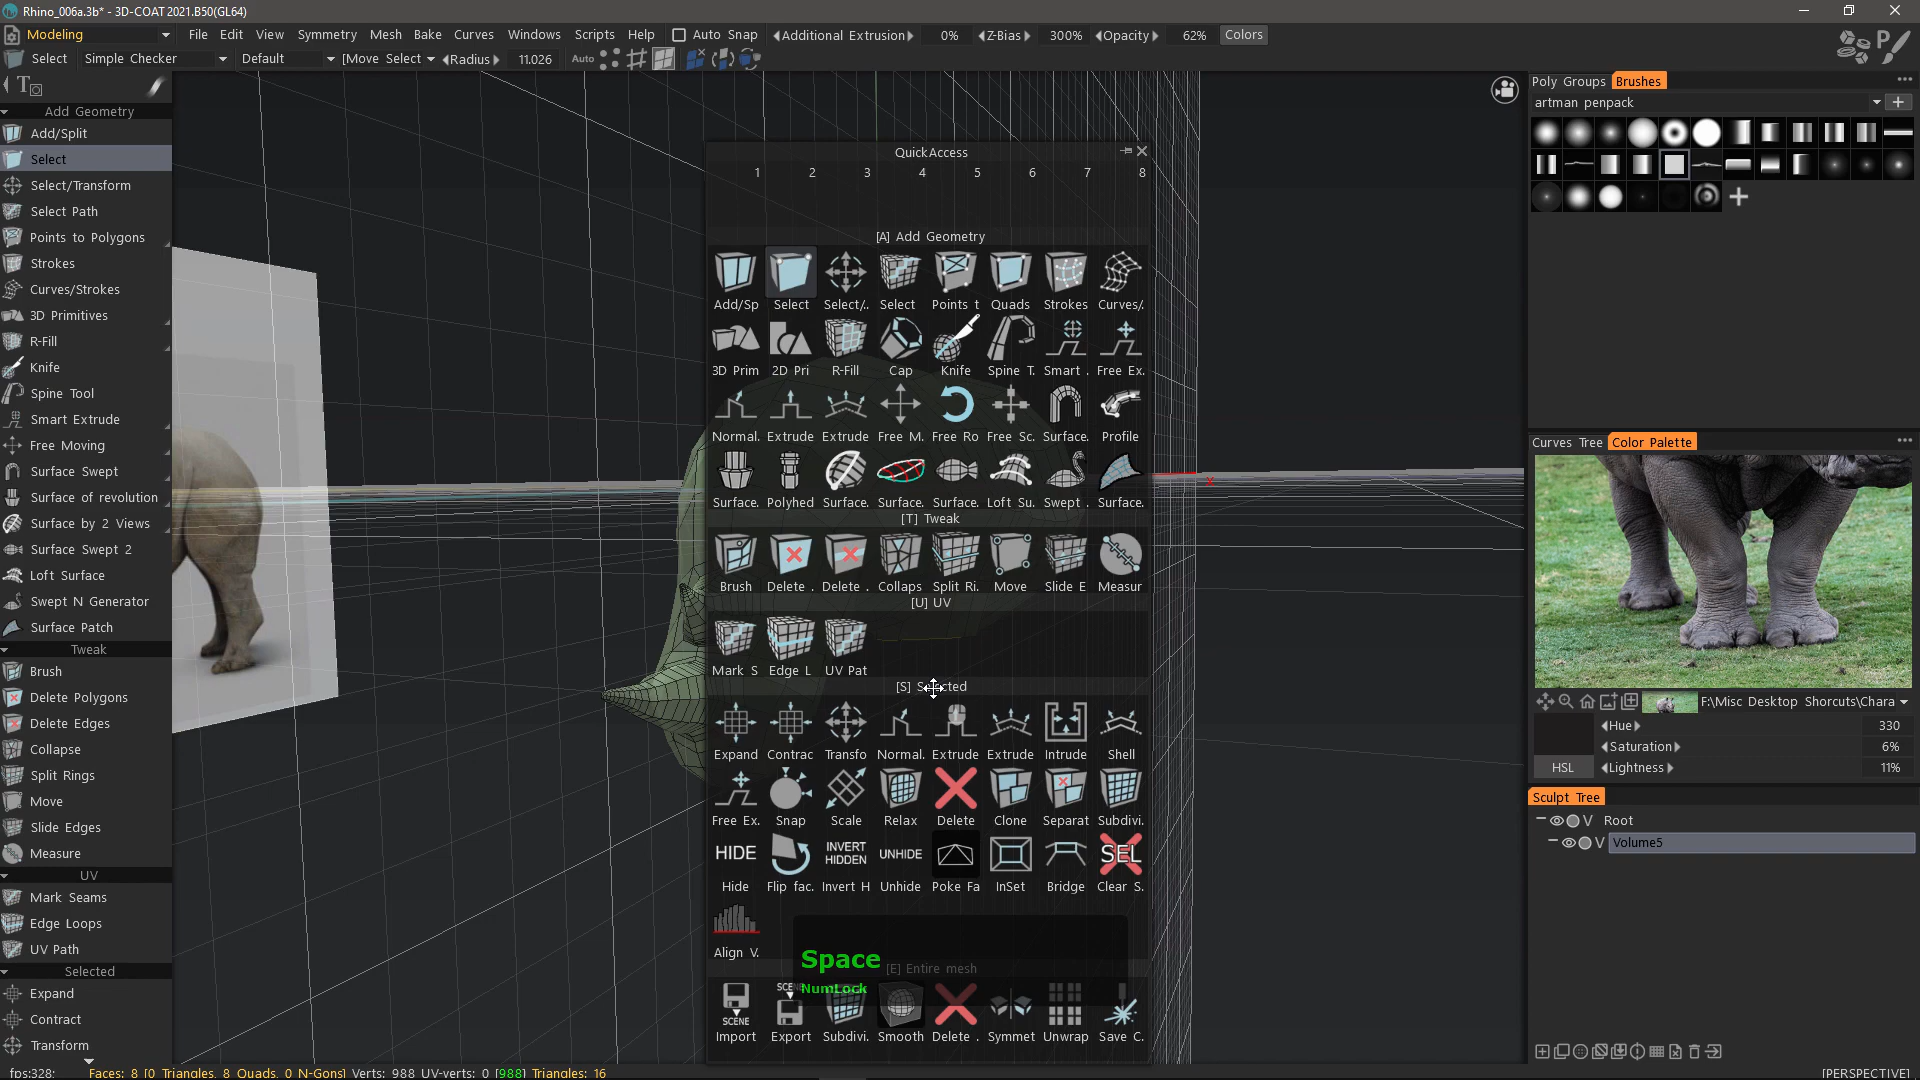 Rhino_006a.3b* - 3D-COAT 2021.B50(GL64)
Modeling File Edit View Symmetry Mesh Bake Curves Windows Scripts Help Auto Snap Additional Extrusion 0% Z-Bias 300% Opacity 62% Colors
Select Simple Checker Default [Move Select Radius 11.026 Auto
Add Geometry
Add/Split
Select
Select/Transform
Select Path
Points to Polygons
Strokes
Curves/Strokes
3D Primitives
R-Fill
Knife
Spine Tool
Smart Extrude
Free Moving
Surface Swept
Surface of revolution
Surface by 2 Views
Surface Swept 2
Loft Surface
Swept N Generator
Surface Patch
Tweak
Brush
Delete Polygons
Delete Edges
Collapse
Split Rings
Move
Slide Edges
Measure
UV
Mark Seams
Edge Loops
UV Path
Selected
Expand
Contract
Transform
QuickAccess
1 2 3 4 5 6 7 8
[A] Add Geometry
Add/Sp Select Select/.. Select Points t Quads Strokes Curves/.
3D Prim 2D Pri R-Fill Cap Knife Spine T. Smart . Free Ex.
Normal. Extrude Extrude Free M. Free Ro Free Sc. Surface. Profile
Surface. Polyhed Surface. Surface. Surface. Loft Su. Swept . Surface.
[T] Tweak
Brush Delete . Delete . Collaps Split Ri. Move Slide E Measur
[U] UV
Mark S Edge L UV Pat
[S] Selected
Expand Contrac Transfo Normal. Extrude Extrude Intrude Shell
Free Ex. Snap Scale Relax Delete Clone Separat Subdivi.
HIDE INVERT HIDDEN UNHIDE SEL
Hide Flip fac. Invert H Unhide Poke Fa InSet Bridge Clear S.
Align V.
Space
[E] Entire mesh
NumLock
SCENE
Import Export Subdivi. Smooth Delete . Symmet Unwrap Save C.
X
Poly Groups Brushes
artman penpack
Curves Tree Color Palette
F:\Misc Desktop Shorcuts\Chara
Hue 330
Saturation 6%
HSL Lightness 11%
Sculpt Tree
V Root
V Volume5
fps:328; Faces: 8 [0 Triangles, 8 Quads, 0 N-Gons] Verts: 988 UV-verts: 0 [988] Triangles: 16
[PERSPECTIVE]